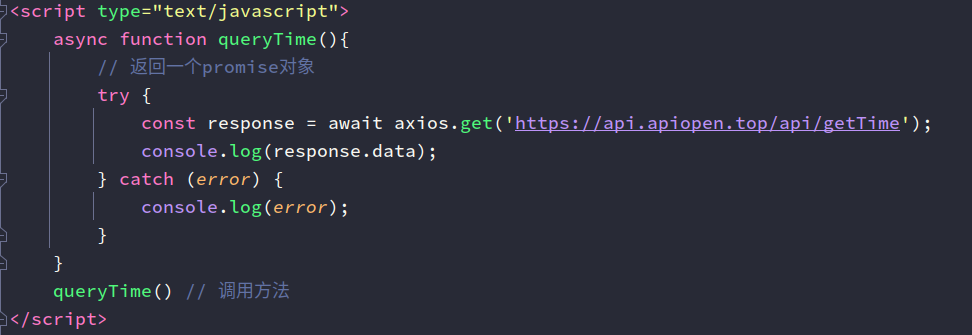 <script type="text/javascript">
async function queryTime(){
// 返回一个promise对象
try {
const response = await axios.get('https://api.apiopen.top/api/getTime');
console.log(response.data);
} catch (error) {
console.log(error);
}
}
queryTime() // 调用方法
</script>